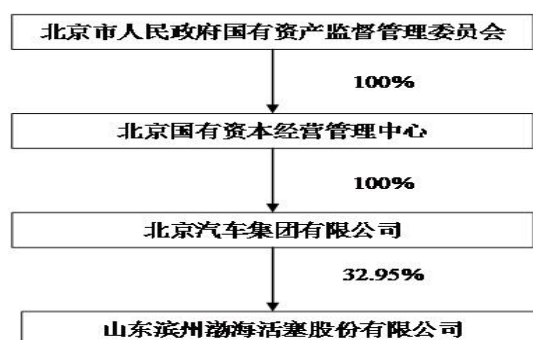 北京市人民政府国有资产监督管理委员会
100%
北京国有资本经营管理中心
100%
北京汽车集团有限公司
32.95%
山东滨州渤海活塞股份有限公司